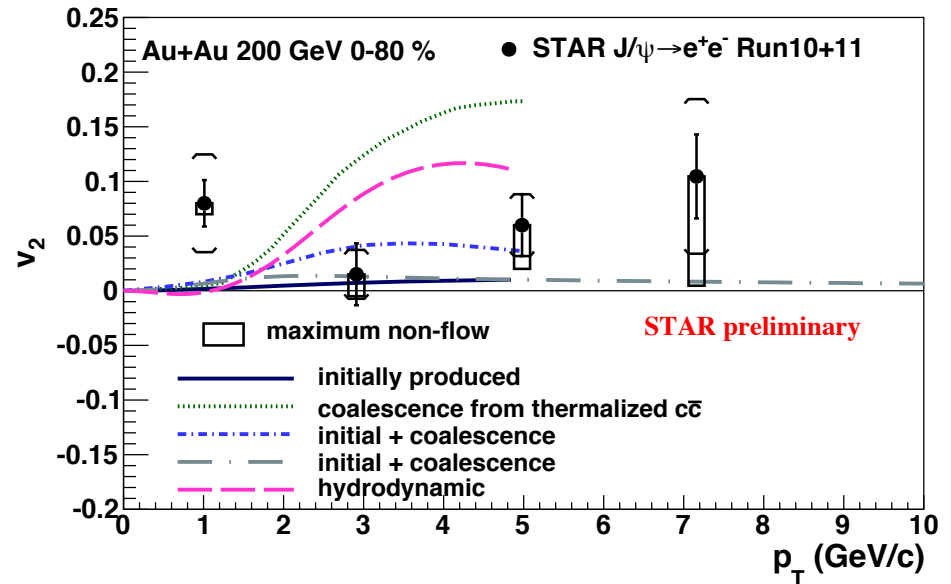 0.25
Au+Au 200 GeV 0-80 %
STAR J/ψ→e⁺e⁻ Run10+11
0.2
0.15
0.1
0.05
v₂
0
-0.05
-0.1
-0.15
-0.2
STAR preliminary
maximum non-flow
initially produced
coalescence from thermalized cc̄
initial + coalescence
initial + coalescence
hydrodynamic
0 1 2 3 4 5 6 7 8 9 10
p_T (GeV/c)